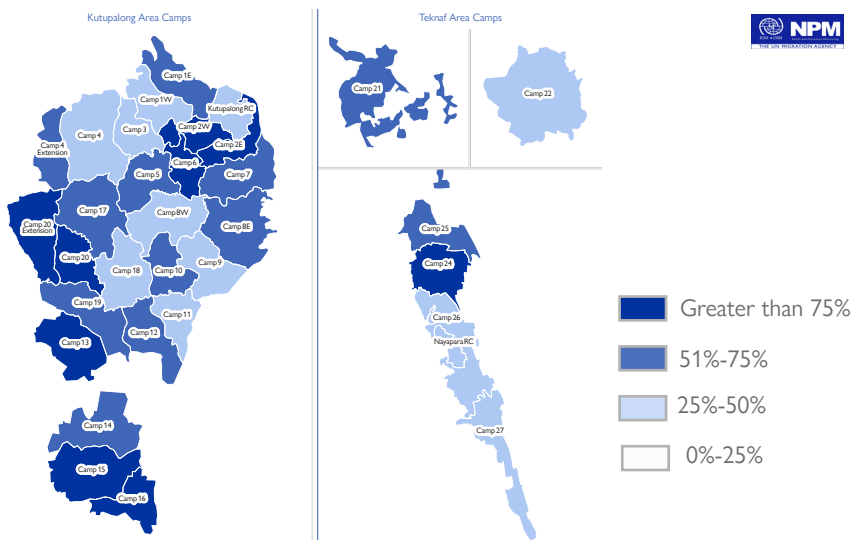 Kutupalong Area Camps
Teknaf Area Camps
NPM
THE UN MIGRATION AGENCY
Camp 1E
Camp 1W
Kutupalong RC
Camp 3
Camp 2W
Camp 4
Camp 2E
Camp 4
Extension
Camp 6
Camp 5
Camp 7
Camp 17
Camp 8W
Camp 20
Extension
Camp 8E
Camp 20
Camp 18
Camp 10
Camp 9
Camp 19
Camp 11
Camp 12
Camp 13
Camp 14
Camp 15
Camp 16
Camp 21
Camp 22
Camp 25
Camp 24
Camp 26
Nayapara RC
Camp 27
Greater than 75%
51%-75%
25%-50%
0%-25%